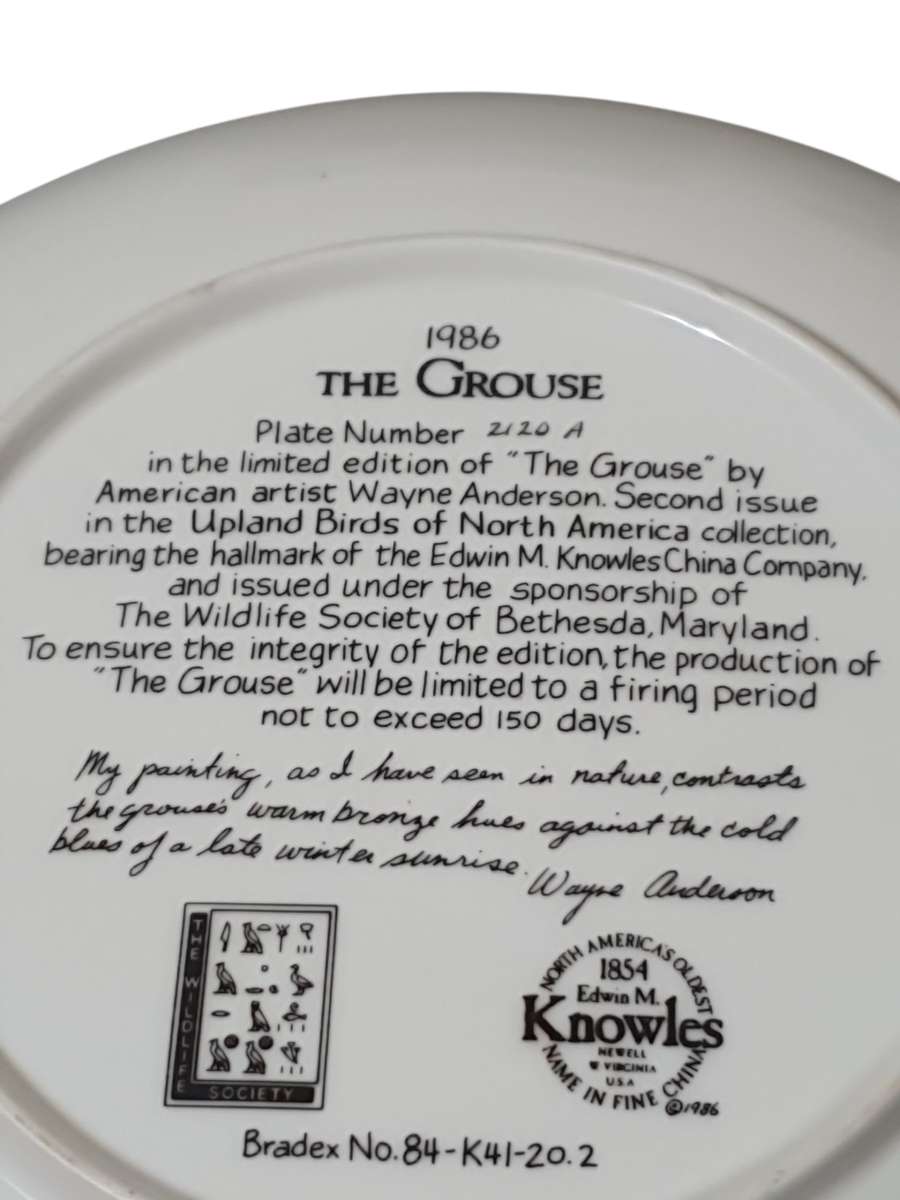 1986
THE GROUSE
Plate Number 2120 A
in the limited edition of "The Grouse" by
American artist Wayne Anderson. Second issue
in the Upland Birds of North America collection,
bearing the hallmark of the Edwin M. Knowles China Company,
and issued under the sponsorship of
The Wildlife Society of Bethesda, Maryland.
To ensure the integrity of the edition, the production of
"The Grouse" will be limited to a firing period
not to exceed 150 days.
My painting, as I have seen in nature, contrasts
the grouse's warm bronze hues against the cold
blues of a late winter sunrise.
Wayne Anderson
THE WILDLIFE
SOCIETY
NORTH AMERICA'S OLDEST
1854
Edwin M.
Knowles
NEWELL
W VIRGINIA
U.S.A
NAME IN FINE CHINA
©1986
Bradex No. 84-K41-20.2